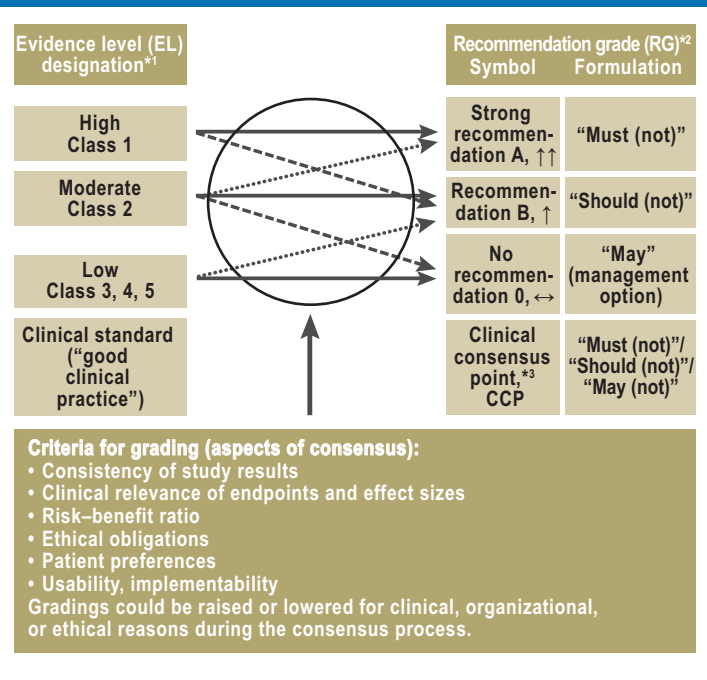 Evidence level (EL)
designation*1
Recommendation grade (RG)*2
Symbol Formulation
High
Class 1
Strong
recommen-
dation A, ↑↑
“Must (not)”
Moderate
Class 2
Recommen-
dation B, ↑
“Should (not)”
Low
Class 3, 4, 5
No
recommen-
dation 0, ↔
“May”
(management
option)
Clinical standard
(“good
clinical
practice”)
Clinical
consensus
point,*3
CCP
“Must (not)”/
“Should (not)”/
“May (not)”
Criteria for grading (aspects of consensus):
• Consistency of study results
• Clinical relevance of endpoints and effect sizes
• Risk–benefit ratio
• Ethical obligations
• Patient preferences
• Usability, implementability
Gradings could be raised or lowered for clinical, organizational,
or ethical reasons during the consensus process.